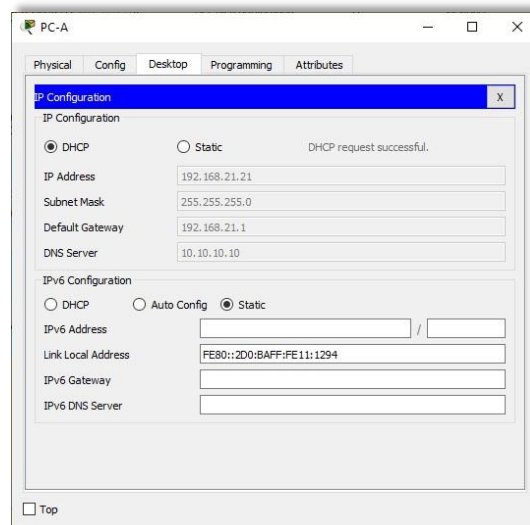 PC-A
Physical Config Desktop Programming Attributes
IP Configuration X
IP Configuration
DHCP Static DHCP request successful.
IP Address 192.168.21.21
Subnet Mask 255.255.255.0
Default Gateway 192.168.21.1
DNS Server 10.10.10.10
IPv6 Configuration
DHCP Auto Config Static
IPv6 Address /
Link Local Address FE80::2D0:BAFF:FE11:1294
IPv6 Gateway
IPv6 DNS Server
Top